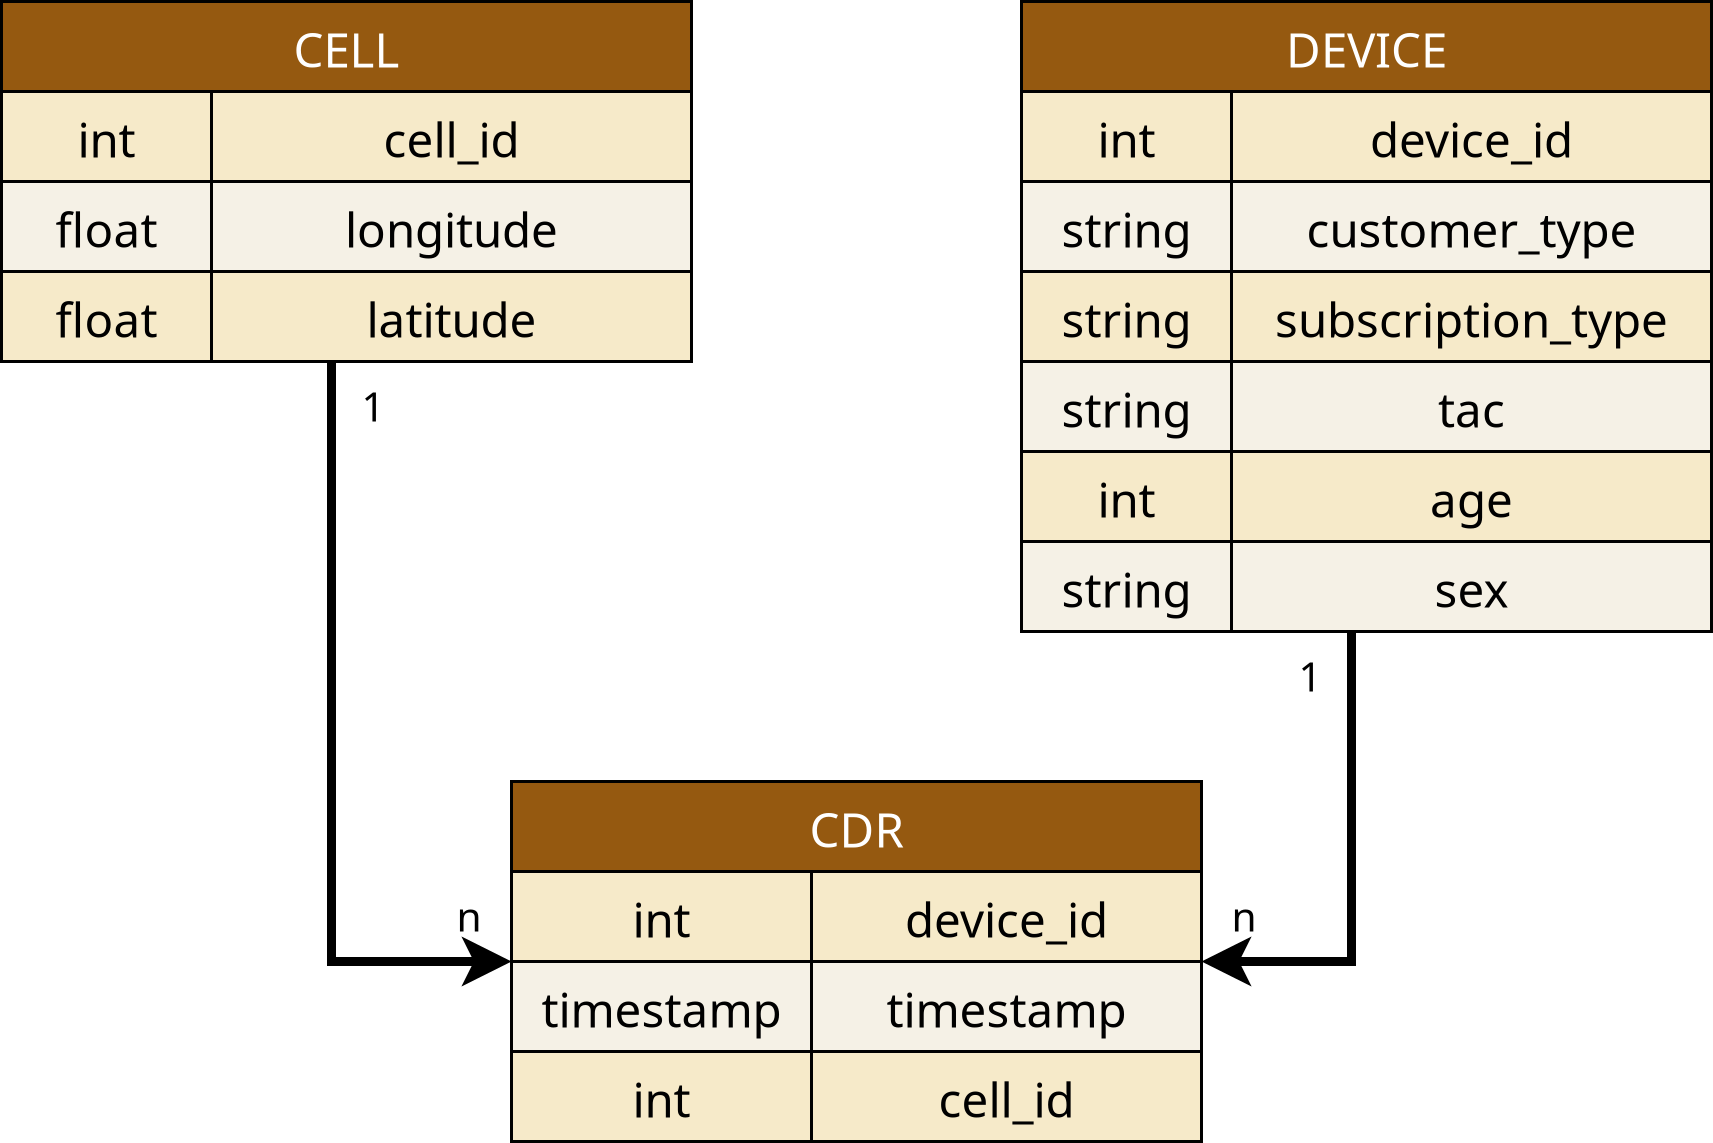 CELL
int cell_id
float longitude
float latitude
1
DEVICE
int device_id
string customer_type
string subscription_type
string tac
int age
string sex
1
n
n
CDR
int device_id
timestamp timestamp
int cell_id